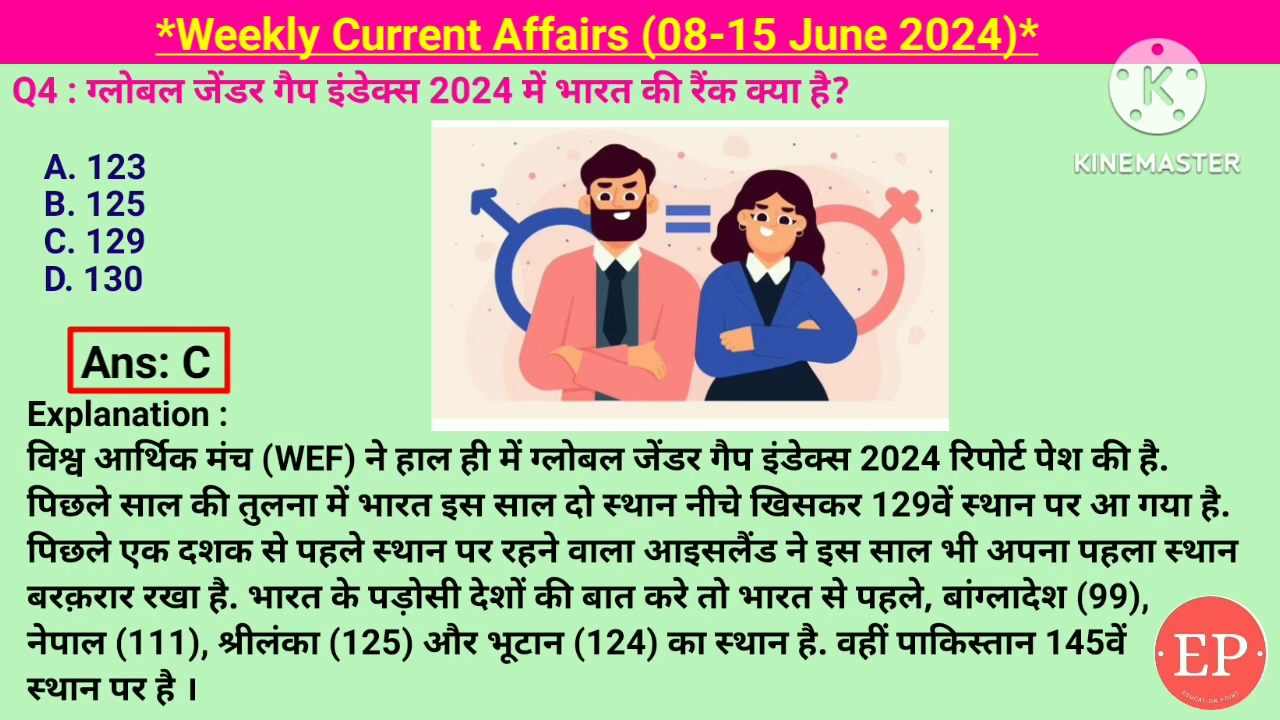 *Weekly Current Affairs (08-15 June 2024)*
Q4 : ग्लोबल जेंडर गैप इंडेक्स 2024 में भारत की रैंक क्या है?
K
KINEMASTER
A. 123
B. 125
C. 129
D. 130
Ans: C
Explanation :
विश्व आर्थिक मंच (WEF) ने हाल ही में ग्लोबल जेंडर गैप इंडेक्स 2024 रिपोर्ट पेश की है.
पिछले साल की तुलना में भारत इस साल दो स्थान नीचे खिसकर 129वें स्थान पर आ गया है.
पिछले एक दशक से पहले स्थान पर रहने वाला आइसलैंड ने इस साल भी अपना पहला स्थान
बरक़रार रखा है. भारत के पड़ोसी देशों की बात करे तो भारत से पहले, बांग्लादेश (99),
नेपाल (111), श्रीलंका (125) और भूटान (124) का स्थान है. वहीं पाकिस्तान 145वें
स्थान पर है ।
EP
EDUCATION POINT